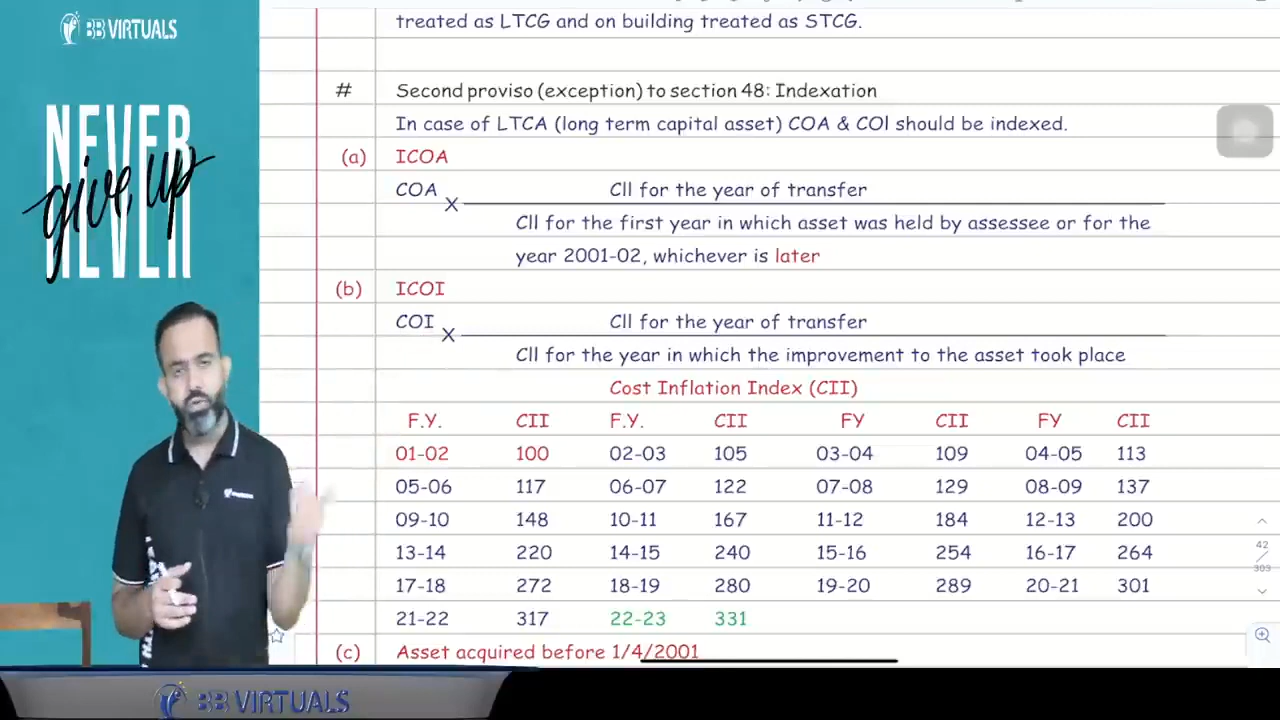 BB VIRTUALS
NEVER
give up
NEVER
treated as LTCG and on building treated as STCG.
# Second proviso (exception) to section 48: Indexation
In case of LTCA (long term capital asset) COA & COI should be indexed.
(a) ICOA
COA x CII for the year of transfer
CII for the first year in which asset was held by assessee or for the
year 2001-02, whichever is later
(b) ICOI
COI x CII for the year of transfer
CII for the year in which the improvement to the asset took place
Cost Inflation Index (CII)
F.Y. CII F.Y. CII FY CII FY CII
01-02 100 02-03 105 03-04 109 04-05 113
05-06 117 06-07 122 07-08 129 08-09 137
09-10 148 10-11 167 11-12 184 12-13 200
13-14 220 14-15 240 15-16 254 16-17 264
17-18 272 18-19 280 19-20 289 20-21 301
21-22 317 22-23 331
(c) Asset acquired before 1/4/2001
42
/
303
BB VIRTUALS